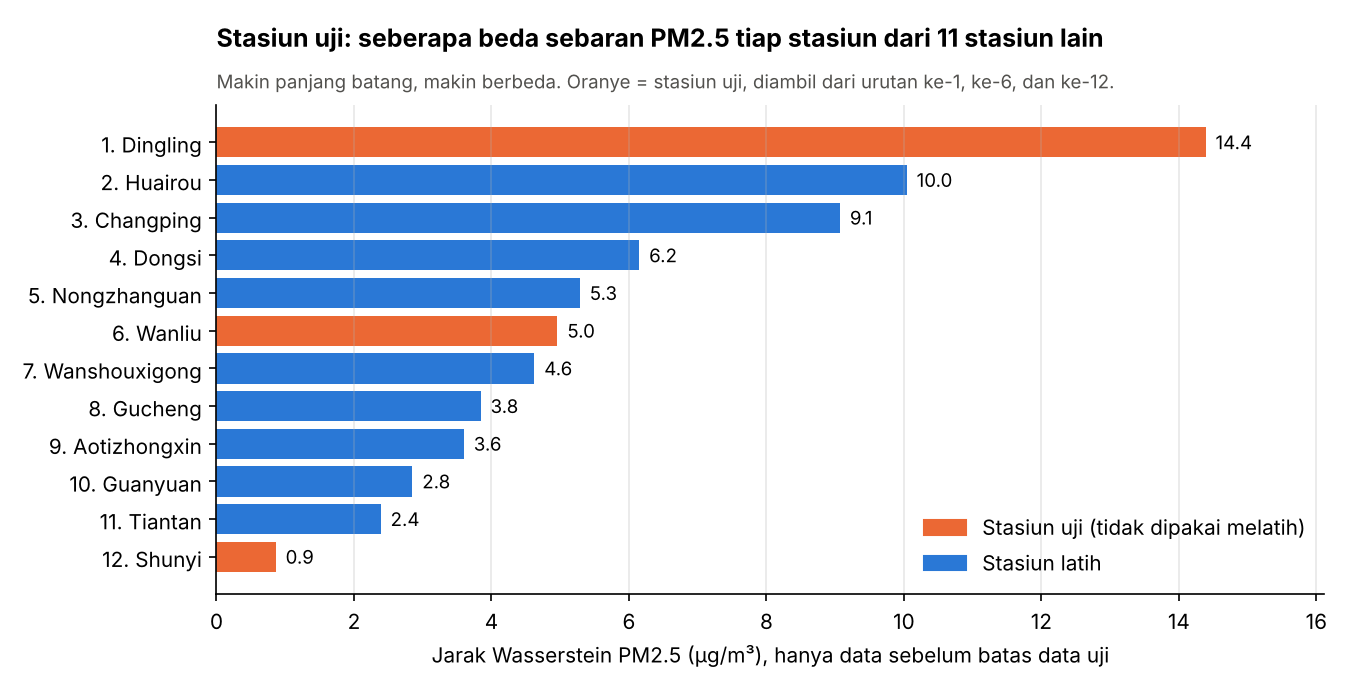 Stasiun uji: seberapa beda sebaran PM2.5 tiap stasiun dari 11 stasiun lain
Makin panjang batang, makin berbeda. Oranye = stasiun uji, diambil dari urutan ke-1, ke-6, dan ke-12.
1. Dingling 14.4
2. Huairou 10.0
3. Changping 9.1
4. Dongsi 6.2
5. Nongzhanguan 5.3
6. Wanliu 5.0
7. Wanshouxigong 4.6
8. Gucheng 3.8
9. Aotizhongxin 3.6
10. Guanyuan 2.8
11. Tiantan 2.4
12. Shunyi 0.9
Stasiun uji (tidak dipakai melatih)
Stasiun latih
0 2 4 6 8 10 12 14 16
Jarak Wasserstein PM2.5 (µg/m³), hanya data sebelum batas data uji